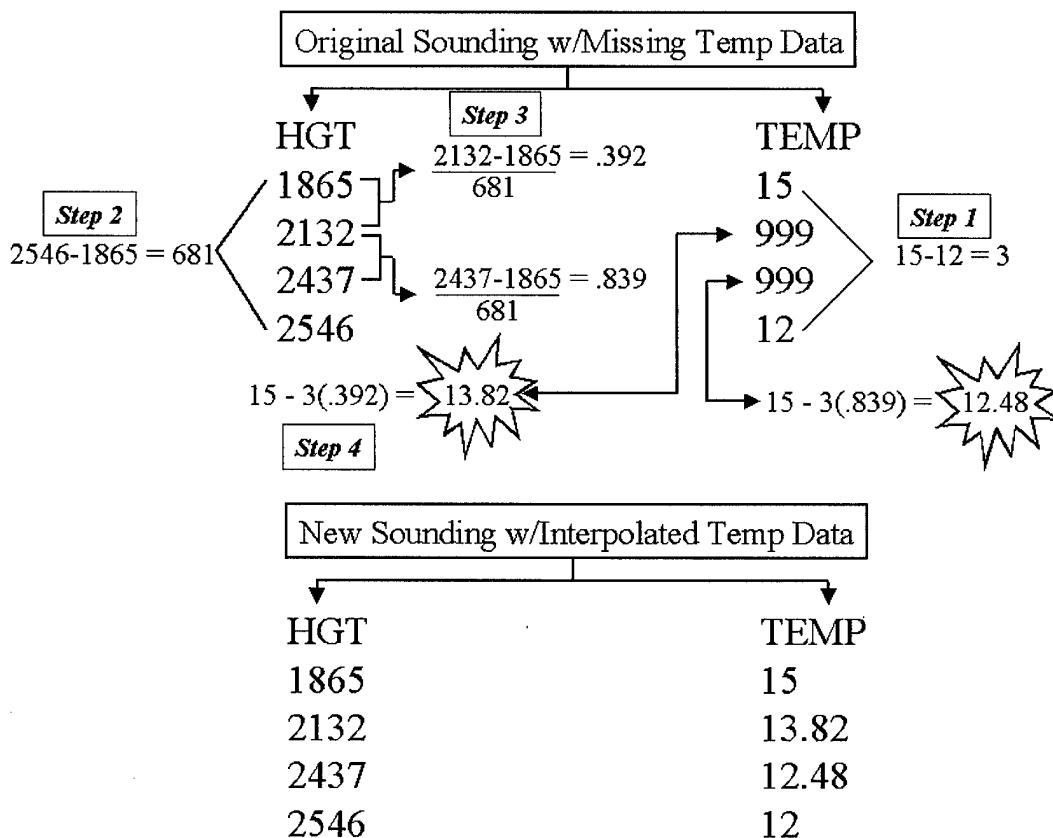 Original Sounding w/Missing Temp Data
HGT
1865
2132
2437
2546
Step 2
2546-1865 = 681
Step 3
2132-1865 = .392
681
2437-1865 = .839
681
TEMP
15
999
999
12
Step 1
15-12 = 3
15 - 3(.392) = 13.82
Step 4
15 - 3(.839) = 12.48
New Sounding w/Interpolated Temp Data
HGT TEMP
1865 15
2132 13.82
2437 12.48
2546 12